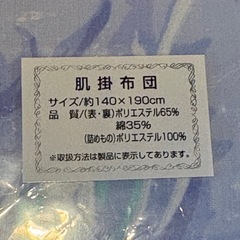 肌掛布団
サイズ/約140×190cm
品 質/(表・裏)ポリエステル65%
綿35%
(詰めもの)ポリエステル100%
※取扱方法は製品に表示してあります。